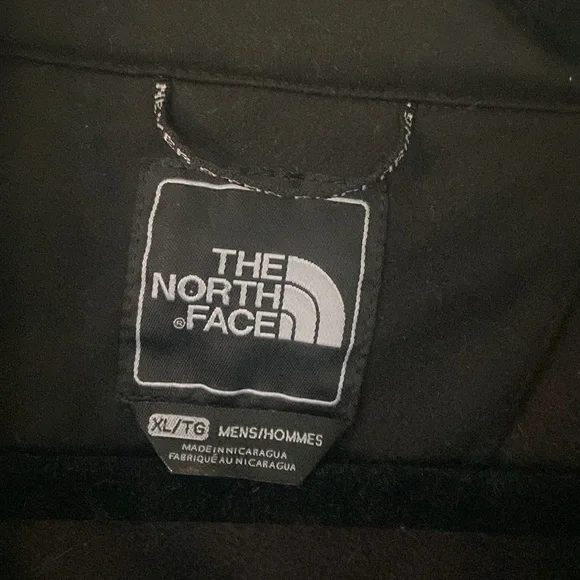 THE
NORTH
®FACE
XL/TG MENS/HOMMES
MADE IN NICARAGUA
FABRIQUÉ AU NICARAGUA